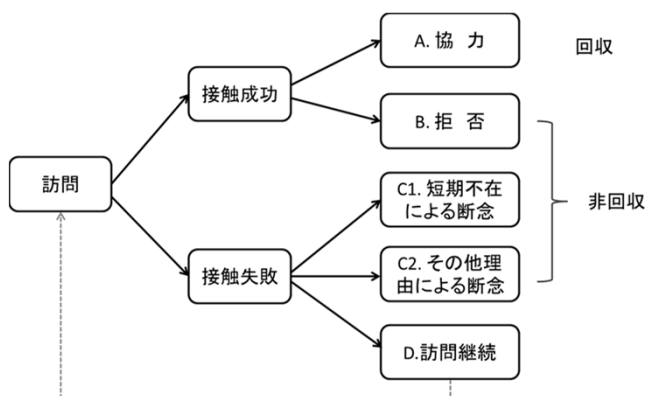 A. 協　力
回収
接触成功
B. 拒　否
訪問
C1. 短期不在
による断念
非回収
接触失敗
C2. その他理
由による断念
D.訪問継続